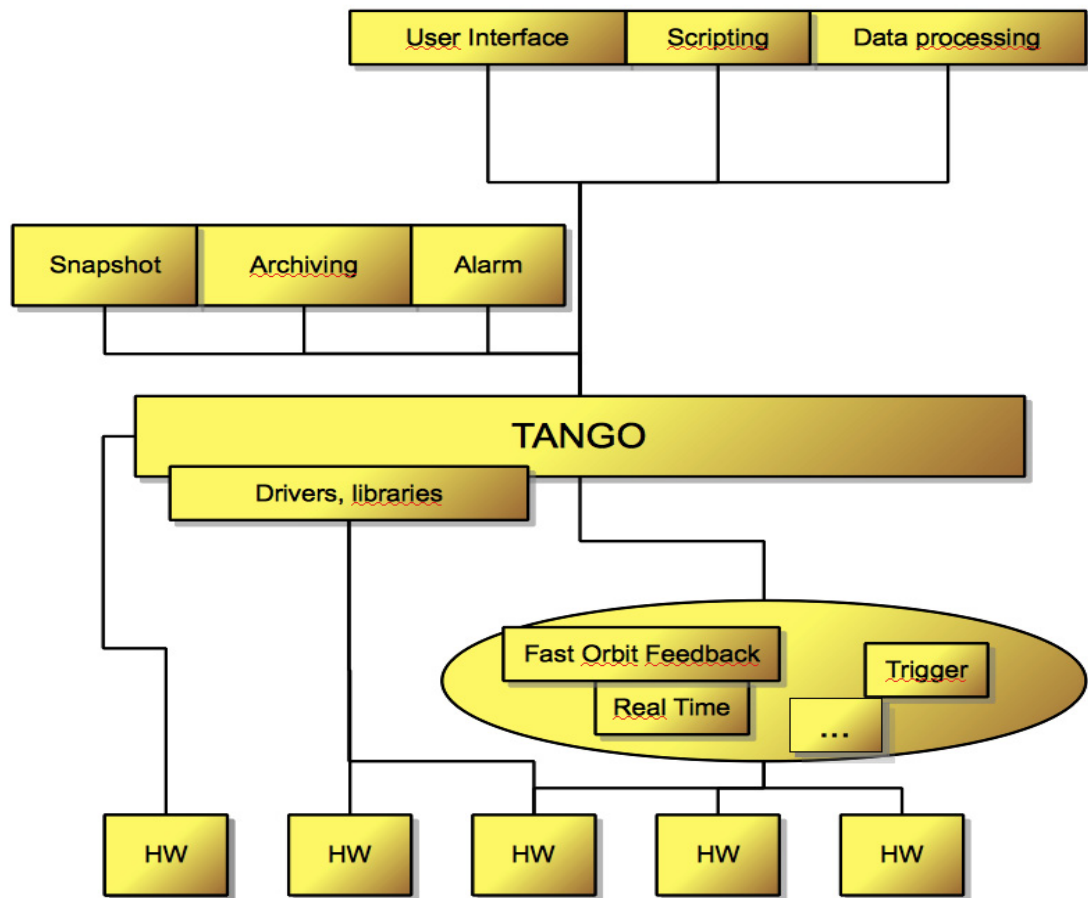 User Interface
Scripting
Data processing
Snapshot
Archiving
Alarm
TANGO
Drivers, libraries
Fast Orbit Feedback
Trigger
Real Time
...
HW
HW
HW
HW
HW